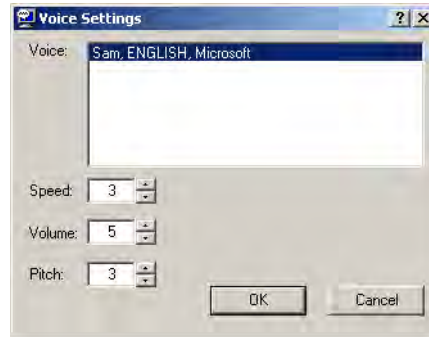 Voice Settings
Voice: Sam, ENGLISH, Microsoft
Speed: 3
Volume: 5
Pitch: 3
OK Cancel